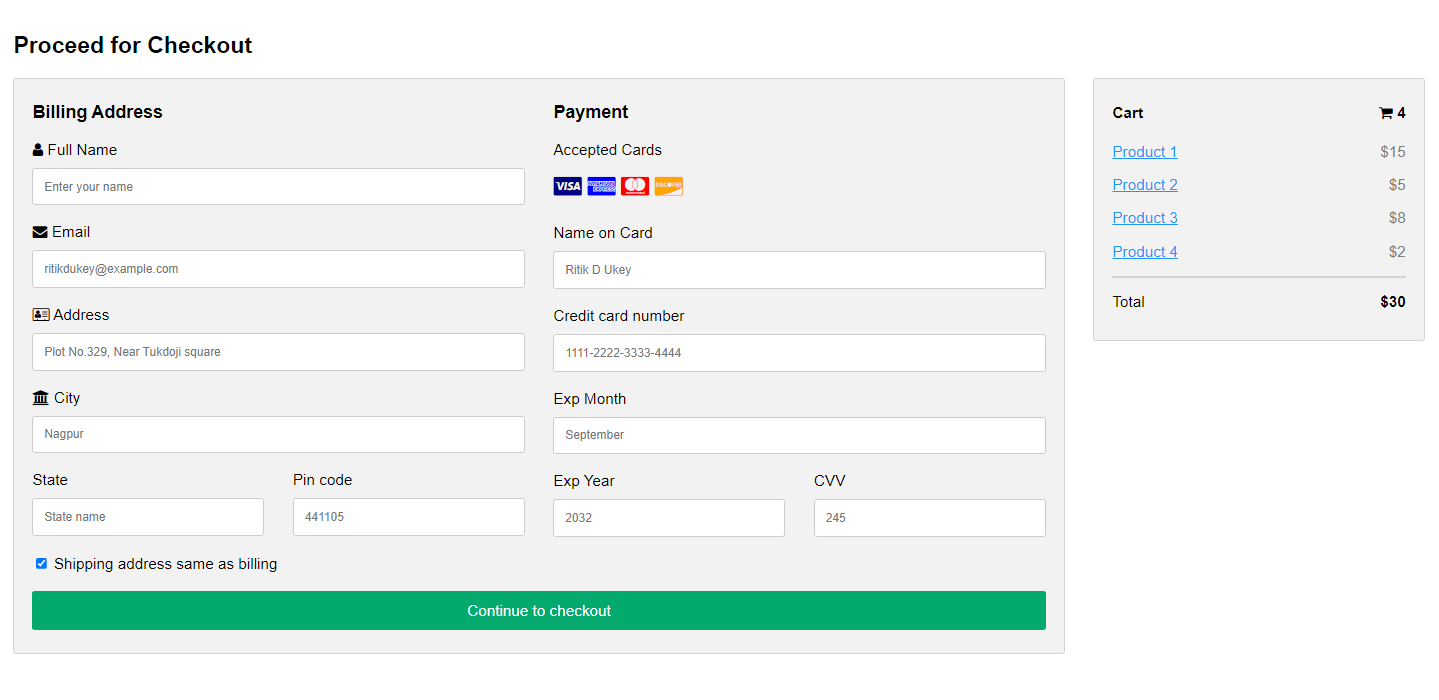 Proceed for Checkout
Billing Address
Full Name
Enter your name
Email
ritikdukey@example.com
Address
Plot No.329, Near Tukdoji square
City
Nagpur
State
Pin code
State name
441105
Shipping address same as billing
Payment
Accepted Cards
VISA AMERICAN EXPRESS DISCOVER
Name on Card
Ritik D Ukey
Credit card number
1111-2222-3333-4444
Exp Month
September
Exp Year
CVV
2032
245
Continue to checkout
Cart 4
Product 1 $15
Product 2 $5
Product 3 $8
Product 4 $2
Total $30